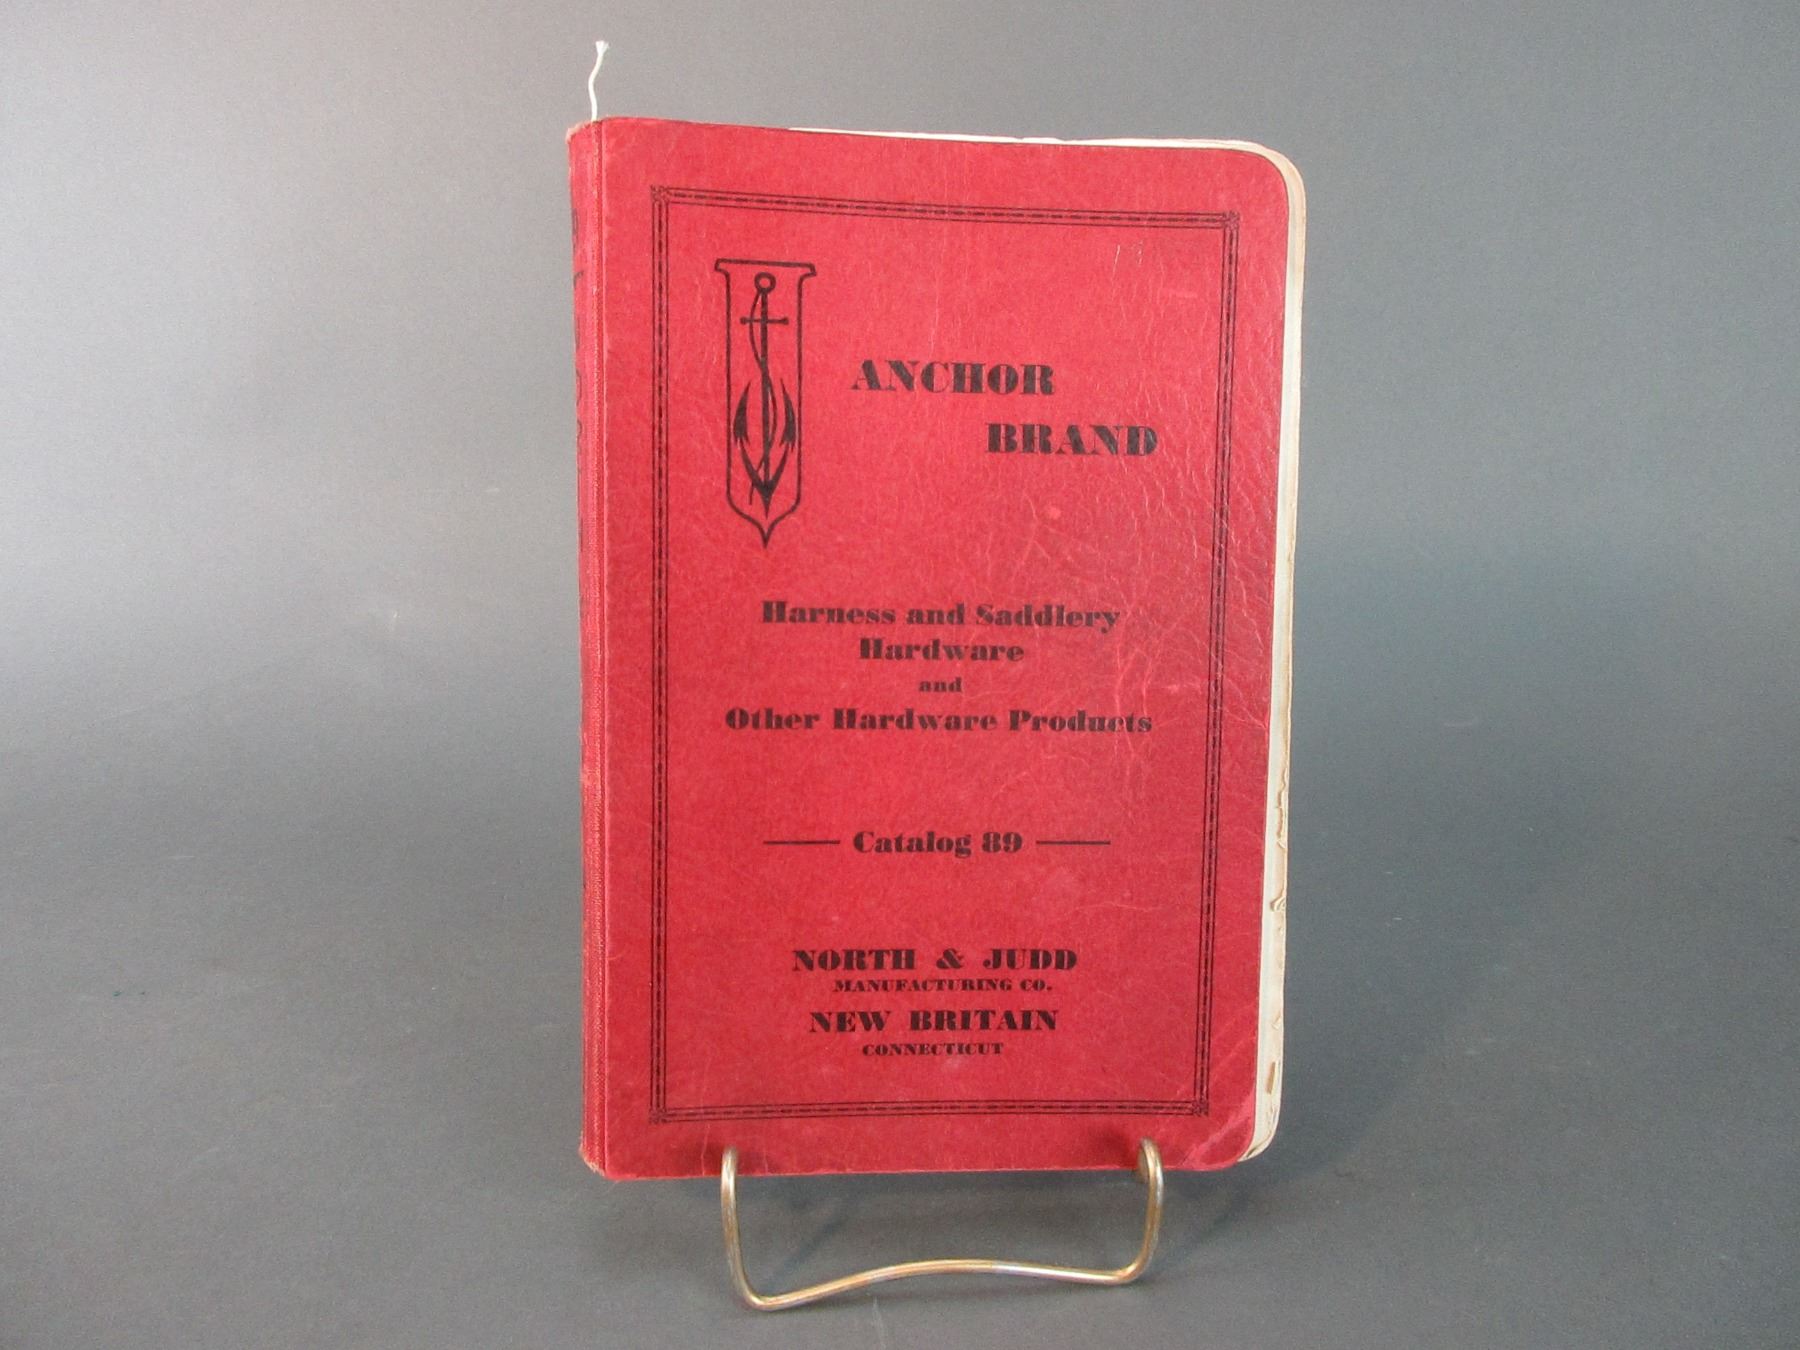 ANCHOR
BRAND
Harness and Saddlery
Hardware
and
Other Hardware Products
Catalog 89
NORTH & JUDD
MANUFACTURING CO.
NEW BRITAIN
CONNECTICUT